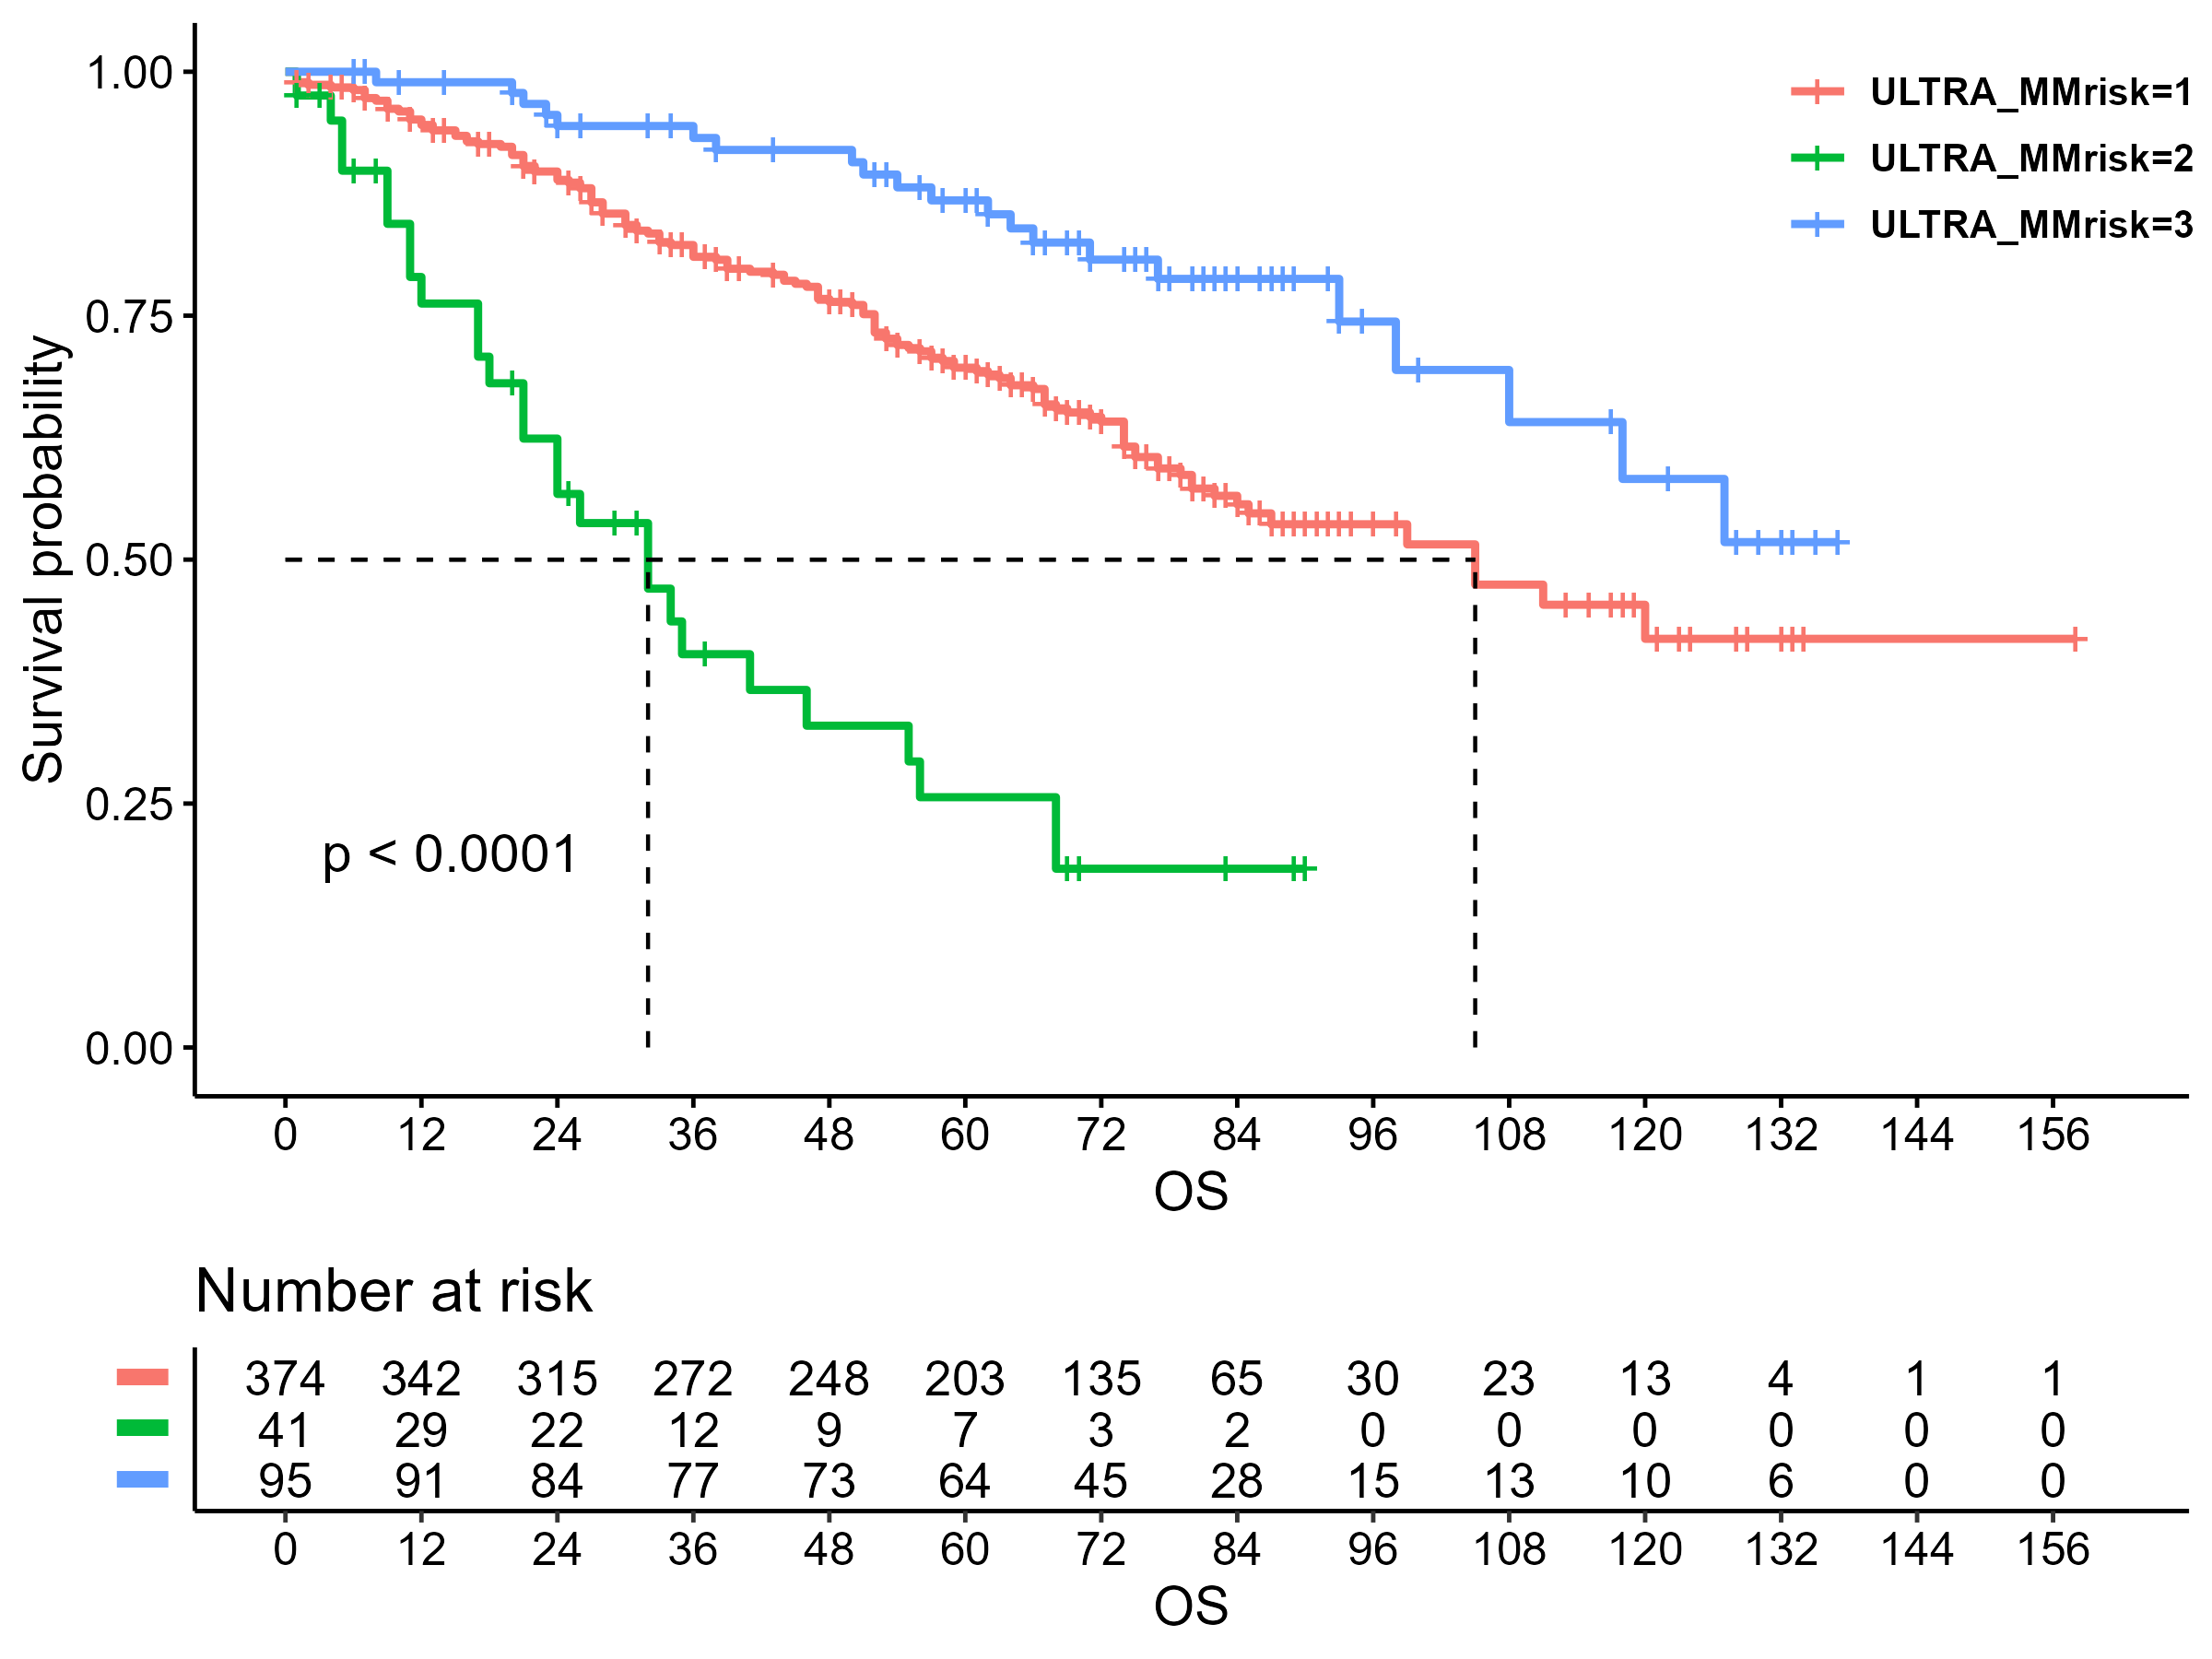 1.00
0.75
0.50
0.25
0.00
Survival probability
ULTRA_MMrisk=1
ULTRA_MMrisk=2
ULTRA_MMrisk=3
p < 0.0001
0 12 24 36 48 60 72 84 96 108 120 132 144 156
OS
Number at risk
374 342 315 272 248 203 135 65 30 23 13 4 1 1
41 29 22 12 9 7 3 2 0 0 0 0 0 0
95 91 84 77 73 64 45 28 15 13 10 6 0 0
0 12 24 36 48 60 72 84 96 108 120 132 144 156
OS